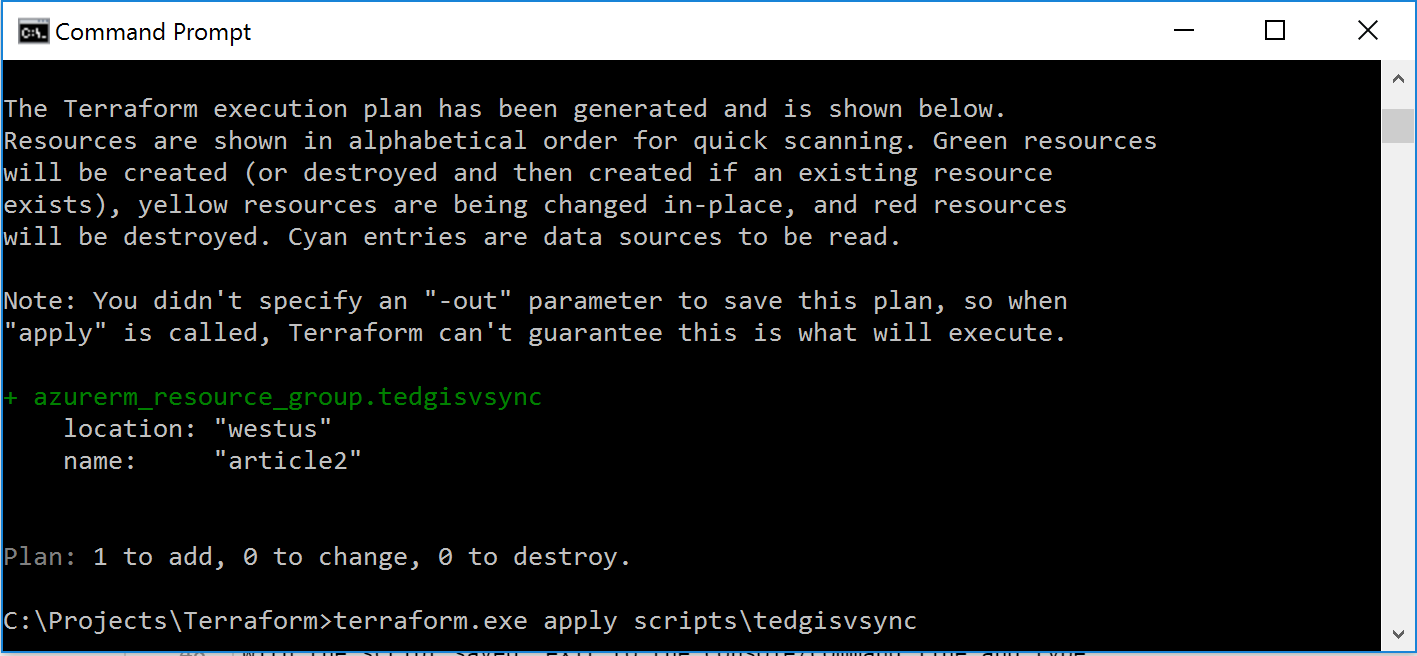 Command Prompt
The Terraform execution plan has been generated and is shown below.
Resources are shown in alphabetical order for quick scanning. Green resources
will be created (or destroyed and then created if an existing resource
exists), yellow resources are being changed in-place, and red resources
will be destroyed. Cyan entries are data sources to be read.
Note: You didn't specify an "-out" parameter to save this plan, so when
"apply" is called, Terraform can't guarantee this is what will execute.
+ azurerm_resource_group.tedgisvsync
location: "westus"
name: "article2"
Plan: 1 to add, 0 to change, 0 to destroy.
C:\Projects\Terraform>terraform.exe apply scripts\tedgisvsync